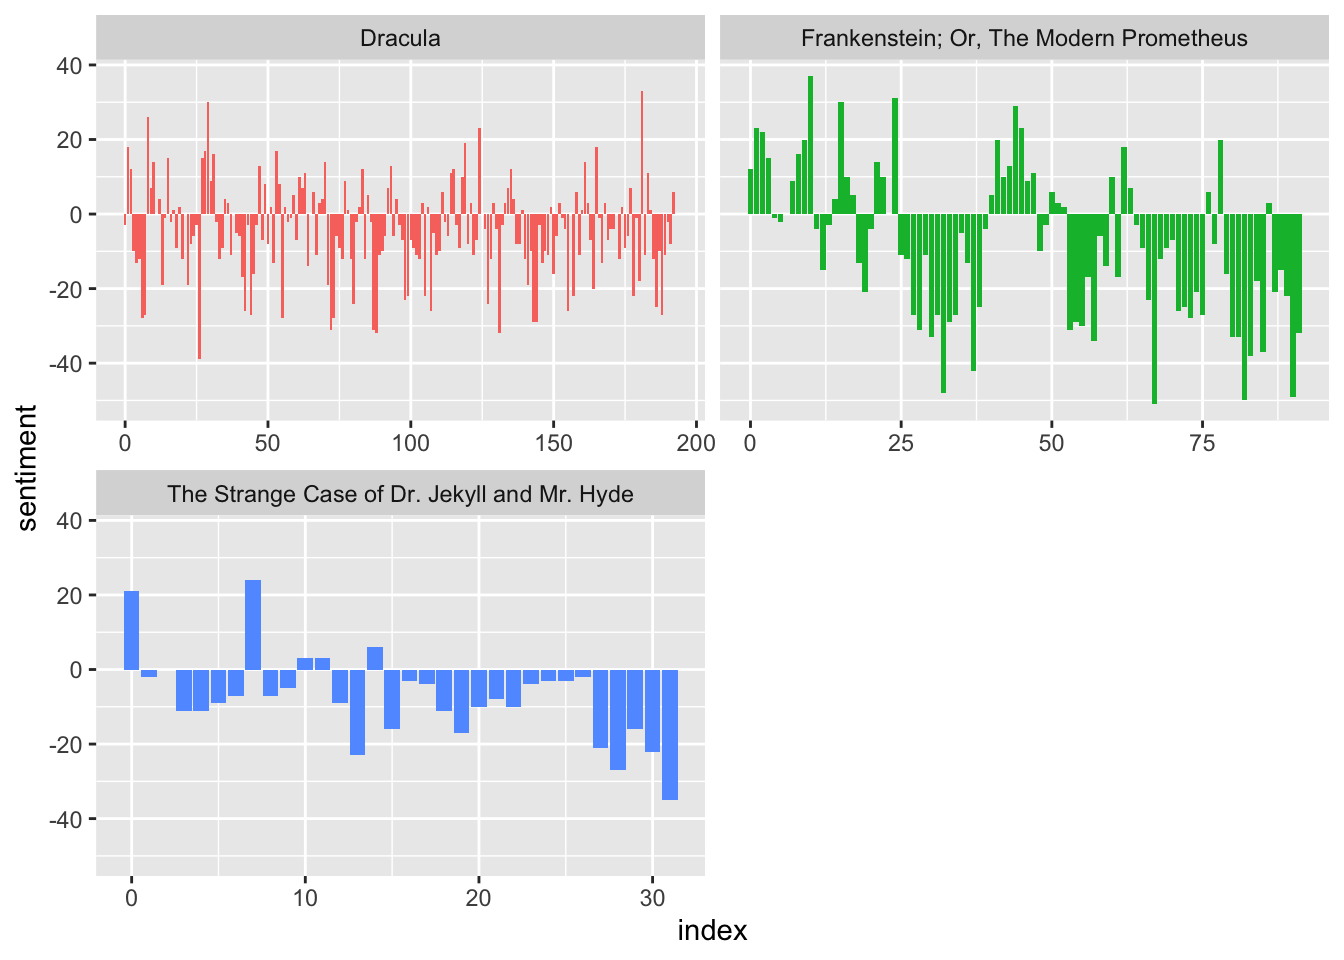 Dracula
Frankenstein; Or, The Modern Prometheus
40
20
0
-20
-40
0 50 100 150 200
0 25 50 75
The Strange Case of Dr. Jekyll and Mr. Hyde
40
20
0
-20
-40
0 10 20 30
sentiment
index